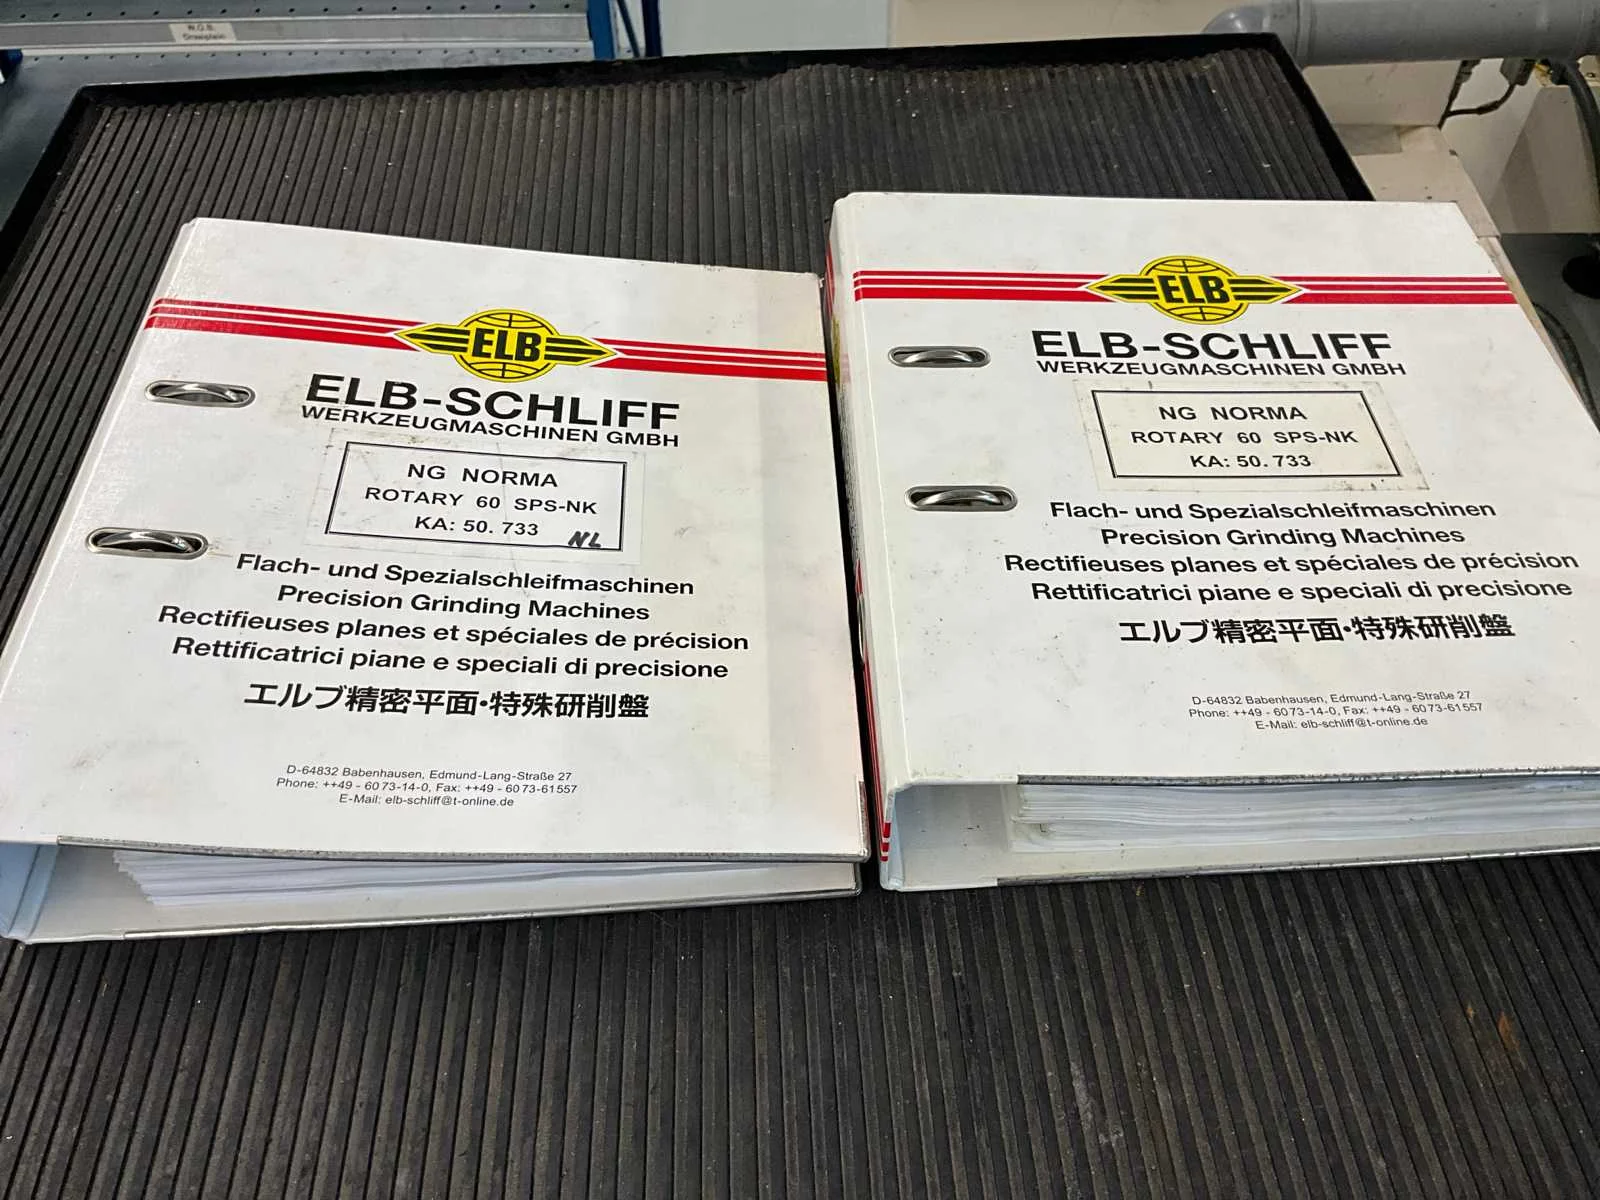 W.G.B.
ELB
ELB-SCHLIFF
WERKZEUGMASCHINEN GMBH
NG NORMA
ROTARY 60 SPS-NK
KA: 50.733
NL
Flach- und Spezialschleifmaschinen
Precision Grinding Machines
Rectifieuses planes et spéciales de précision
Rettificatrici piane e speciali di precisione
エルブ精密平面・特殊研削盤
D-64832 Babenhausen, Edmund-Lang-Straße 27
Phone: ++49 - 6073-14-0, Fax: ++49 - 6073-61557
E-Mail: elb-schliff@t-online.de
ELB
ELB-SCHLIFF
WERKZEUGMASCHINEN GMBH
NG NORMA
ROTARY 60 SPS-NK
KA: 50.733
Flach- und Spezialschleifmaschinen
Precision Grinding Machines
Rectifieuses planes et spéciales de précision
Rettificatrici piane e speciali di precisione
エルブ精密平面・特殊研削盤
D-64832 Babenhausen, Edmund-Lang-Straße 27
Phone: ++49 - 6073-14-0, Fax: ++49 - 6073-61557
E-Mail: elb-schliff@t-online.de